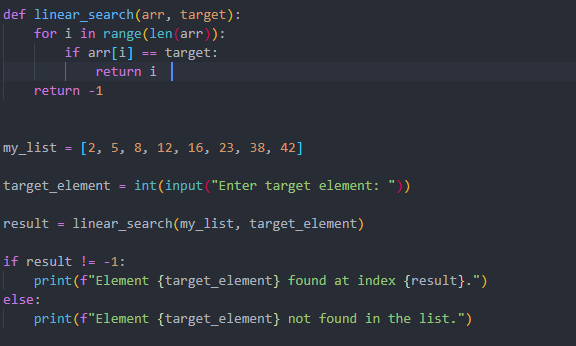 def linear_search(arr, target):
    for i in range(len(arr)):
        if arr[i] == target:
            return i
    return -1
my_list = [2, 5, 8, 12, 16, 23, 38, 42]
target_element = int(input("Enter target element: "))
result = linear_search(my_list, target_element)
if result != -1:
    print(f"Element {target_element} found at index {result}.")
else:
    print(f"Element {target_element} not found in the list.")